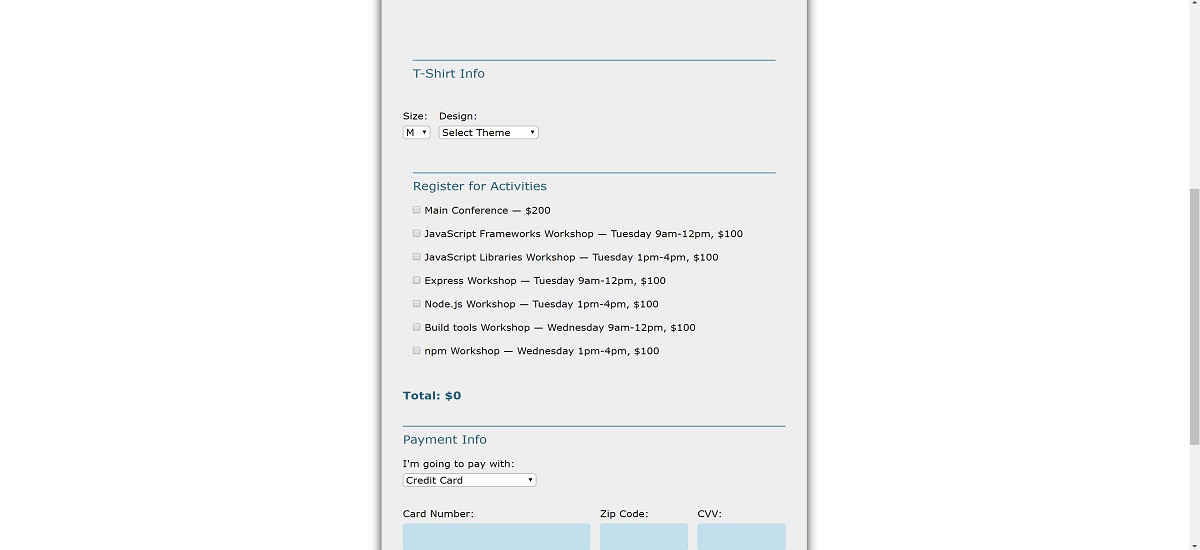 T-Shirt Info
Size: Design:
M Select Theme
Register for Activities
Main Conference — $200
JavaScript Frameworks Workshop — Tuesday 9am-12pm, $100
JavaScript Libraries Workshop — Tuesday 1pm-4pm, $100
Express Workshop — Tuesday 9am-12pm, $100
Node.js Workshop — Tuesday 1pm-4pm, $100
Build tools Workshop — Wednesday 9am-12pm, $100
npm Workshop — Wednesday 1pm-4pm, $100
Total: $0
Payment Info
I'm going to pay with:
Credit Card
Card Number: Zip Code: CVV: